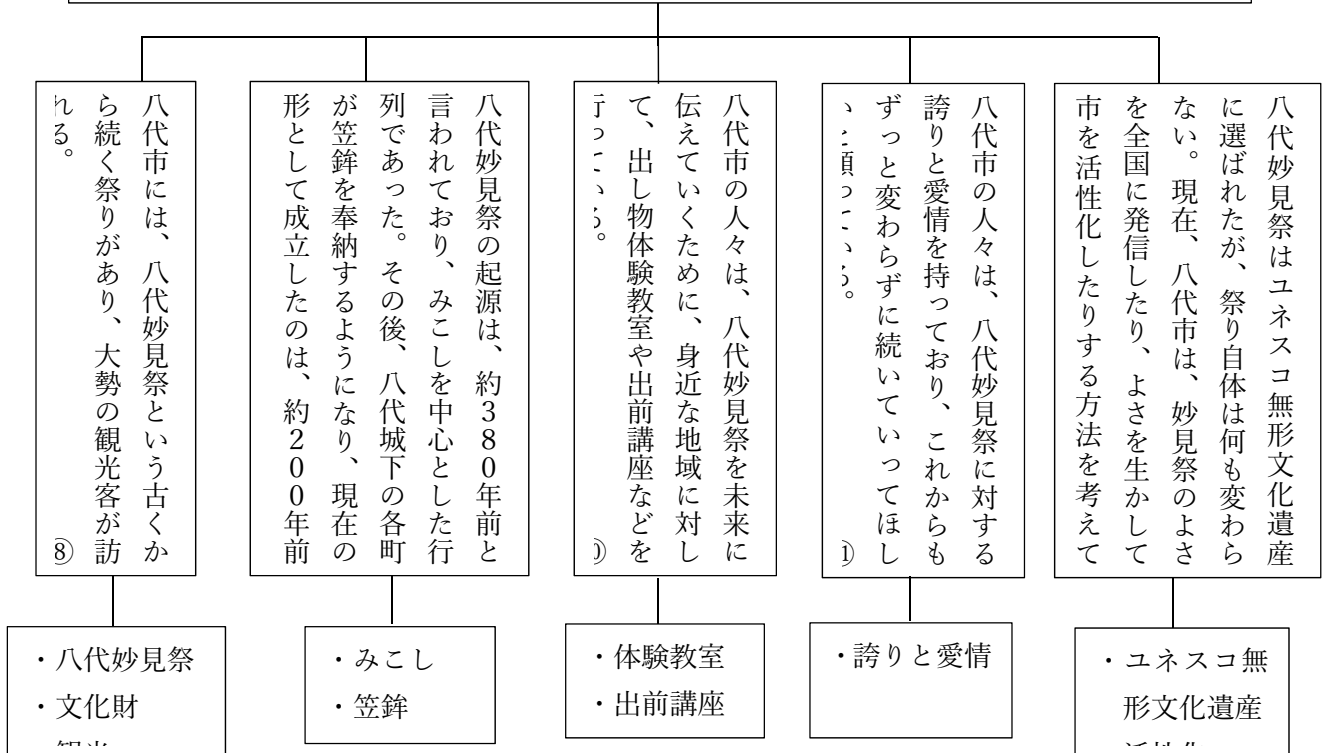 八代市には、八代妙見祭という古くか
ら続く祭りがあり、大勢の観光客が訪
れる。
八代妙見祭の起源は、約380年前と
言われており、みこしを中心とした行
列であった。その後、八代城下の各町
が笠鉾を奉納するようになり、現在の
形として成立したのは、約200年前
八代市の人々は、八代妙見祭を未来に
伝えていくために、身近な地域に対し
て、出し物体験教室や出前講座などを
八代市の人々は、八代妙見祭に対する
誇りと愛情を持っており、これからも
ずっと変わらずに続いていってほし
八代妙見祭はユネスコ無形文化遺産
に選ばれたが、祭り自体は何も変わら
ない。現在、八代市は、妙見祭のよさ
を全国に発信したり、よさを生かして
市を活性化したりする方法を考えて
・八代妙見祭
・文化財
・みこし
・笠鉾
・体験教室
・出前講座
・誇りと愛情
・ユネスコ無
形文化遺産